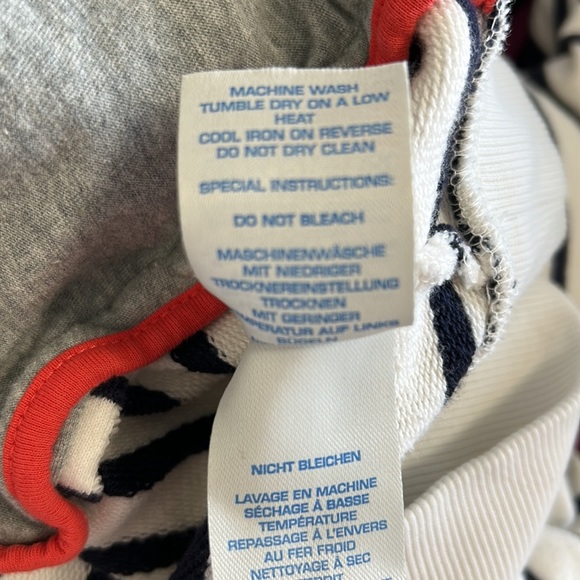 MACHINE WASH
TUMBLE DRY ON A LOW
HEAT
COOL IRON ON REVERSE
DO NOT DRY CLEAN
SPECIAL INSTRUCTIONS:
DO NOT BLEACH
MASCHINENWÄSCHE
MIT NIEDRIGER
TROCKNEREINSTELLUNG
TROCKNEN
MIT GERINGER
TEMPERATUR AUF LINKS
BÜGELN
NICHT BLEICHEN
LAVAGE EN MACHINE
SÉCHAGE À BASSE
TEMPÉRATURE
REPASSAGE À L'ENVERS
AU FER FROID
NETTOYAGE À SEC